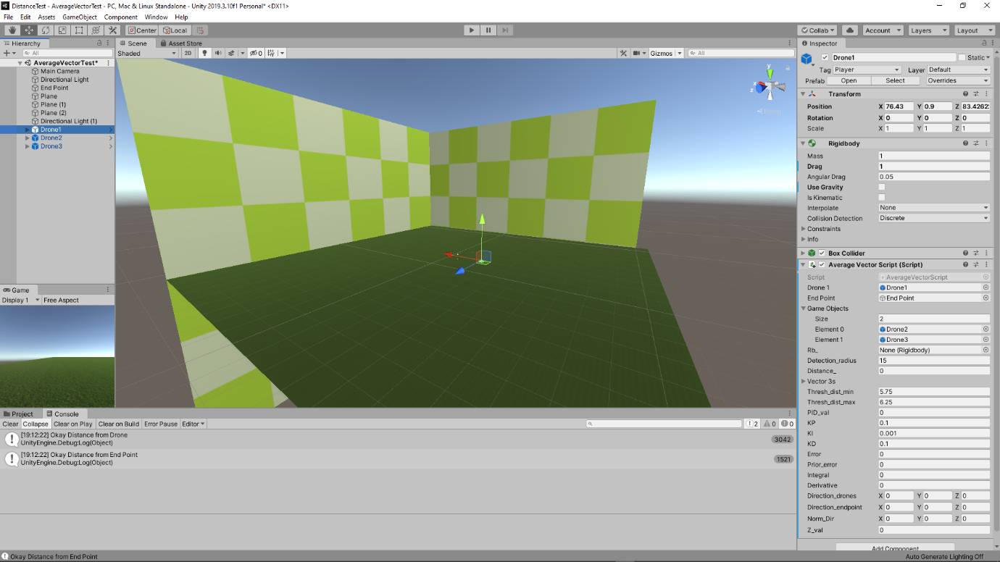 DistanceTest - AverageVectorTest - PC, Mac & Linux Standalone - Unity 2019.3.10f1 Personal* <DX11>
File Edit Assets GameObject Component Window Help
Center Local
Collab Account Layers Layout
Hierarchy
All
AverageVectorTest*
Main Camera
Directional Light
End Point
Plane
Plane (1)
Plane (2)
Directional Light (1)
Drone1
Drone2
Drone3
Scene Asset Store
Shaded 2D 0 Gizmos All
y
x
z
Persp
Game
Display 1 Free Aspect
Project Console
Clear Collapse Clear on Play Clear on Build Error Pause Editor 2 0 0
[19:12:22] Okay Distance from Drone
UnityEngine.Debug:Log(Object)
3042
[19:12:22] Okay Distance from End Point
UnityEngine.Debug:Log(Object)
1521
Okay Distance from End Point
Auto Generate Lighting Off
Inspector
Drone1 Static
Tag Player Layer Default
Prefab Open Select Overrides
Transform
Position X 76.43 Y 0.9 Z 83.4262
Rotation X 0 Y 0 Z 0
Scale X 1 Y 1 Z 1
Rigidbody
Mass 1
Drag 1
Angular Drag 0.05
Use Gravity
Is Kinematic
Interpolate None
Collision Detection Discrete
Constraints
Info
Box Collider
Average Vector Script (Script)
Script AverageVectorScript
Drone 1 Drone1
End Point End Point
Game Objects
Size 2
Element 0 Drone2
Element 1 Drone3
Rb_ None (Rigidbody)
Detection_radius 15
Distance_ 0
Vector 3s
Thresh_dist_min 5.75
Thresh_dist_max 6.25
PID_val 0
KP 0.1
KI 0.001
KD 0.1
Error 0
Prior_error 0
Integral 0
Derivative 0
Direction_drones X 0 Y 0 Z 0
Direction_endpoint X 0 Y 0 Z 0
Norm_Dir X 0 Y 0 Z 0
Z_val 0
Add Component